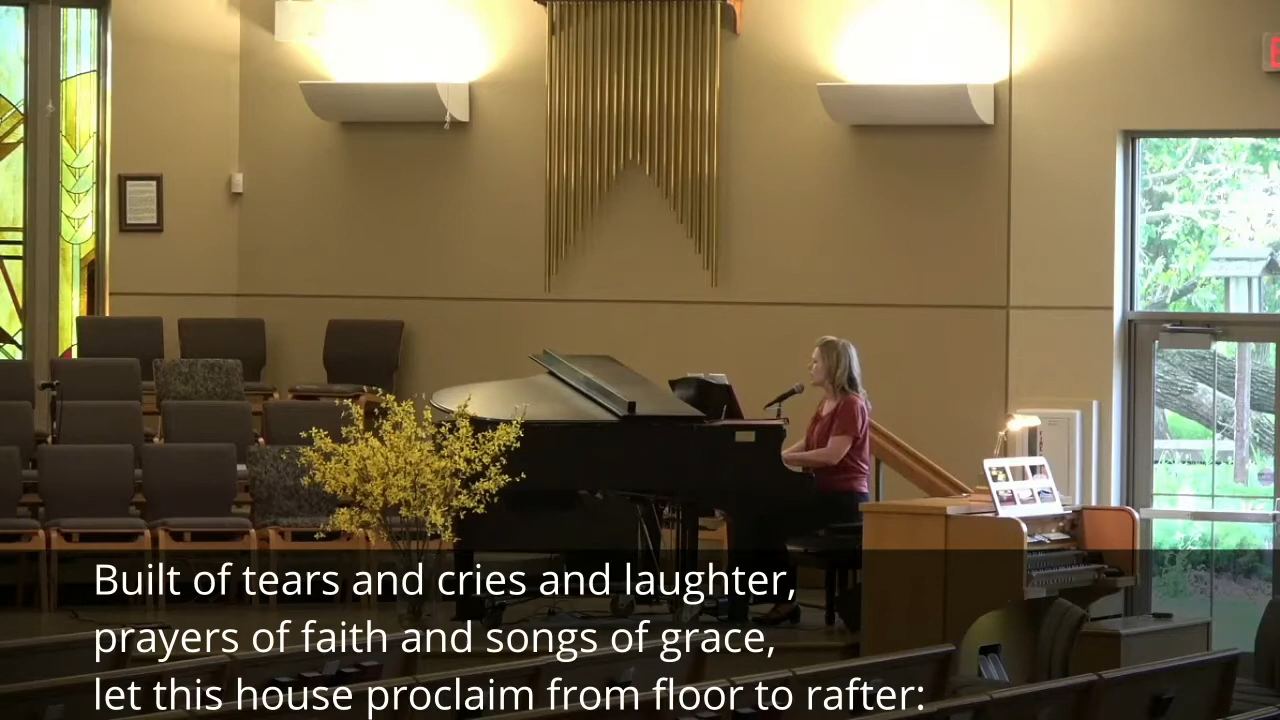 Built of tears and cries and laughter,
prayers of faith and songs of grace,
let this house proclaim from floor to rafter: